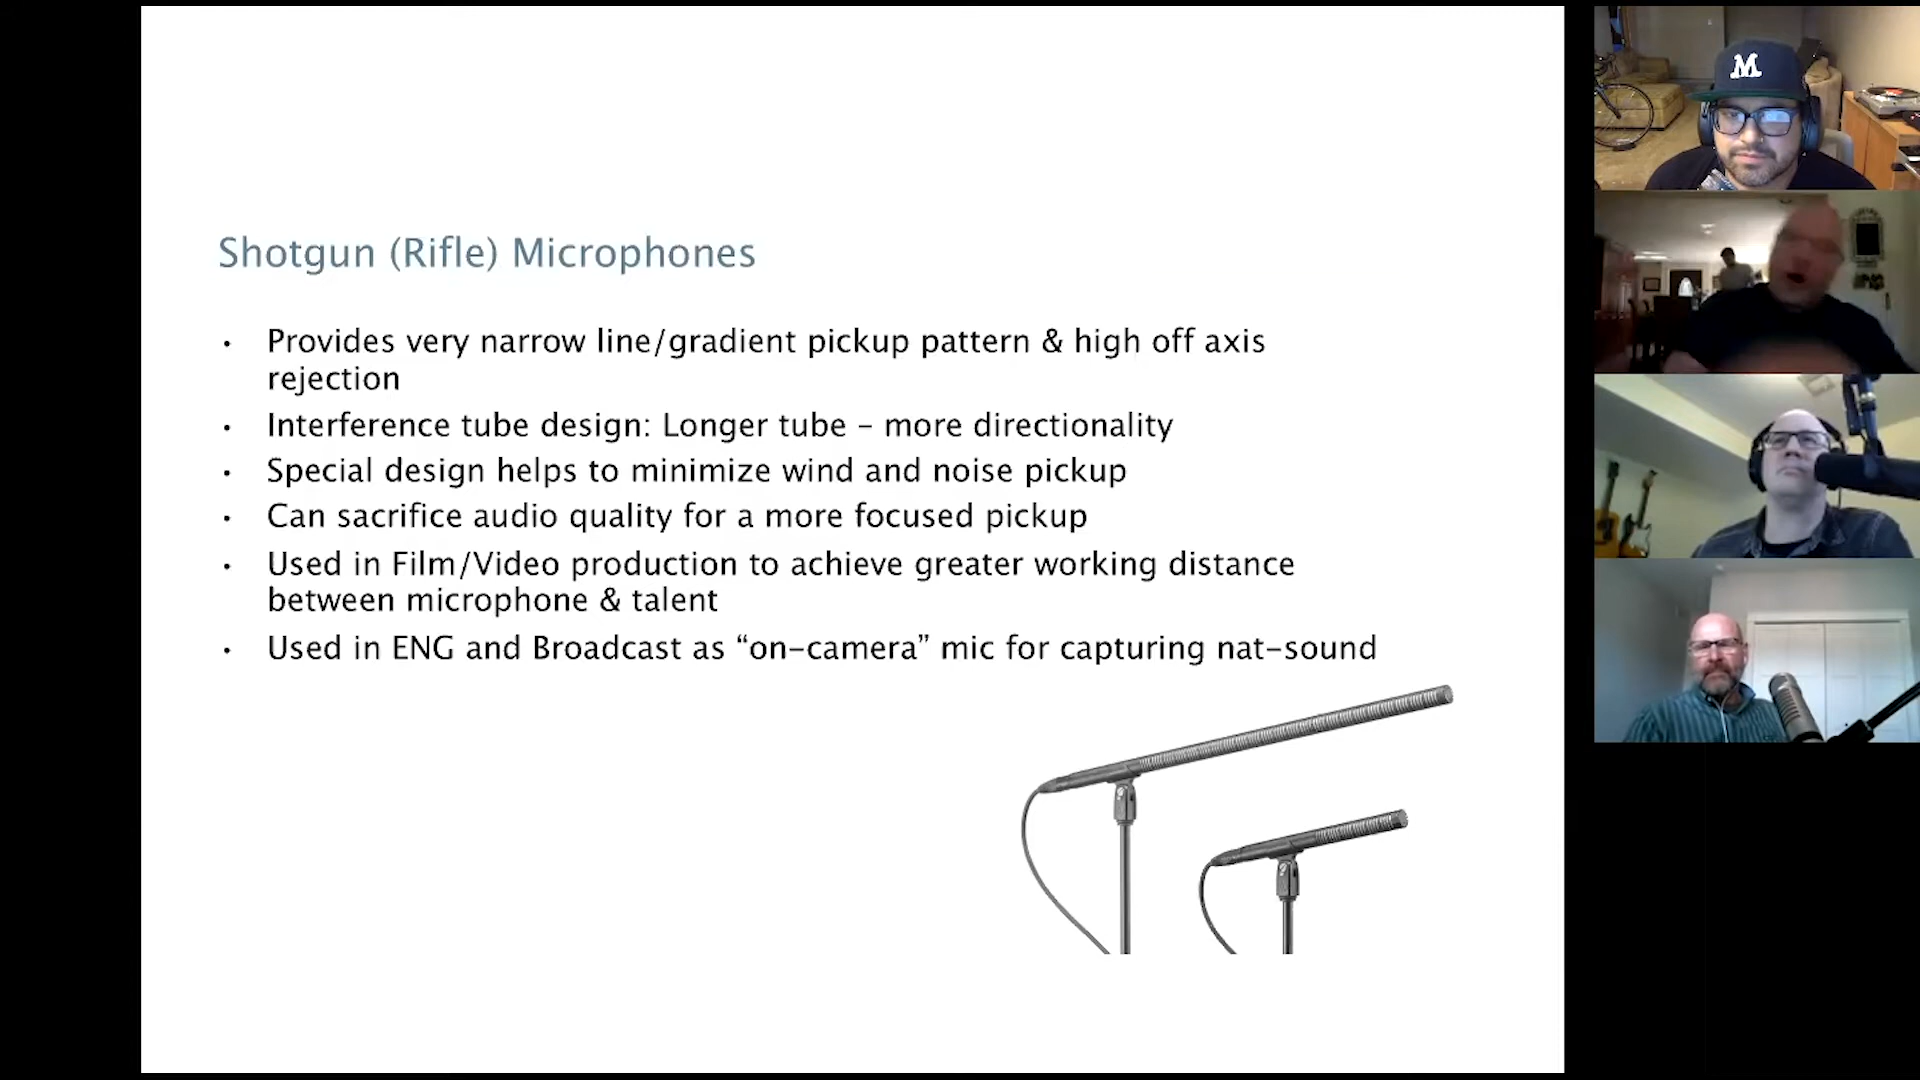 Shotgun (Rifle) Microphones
• Provides very narrow line/gradient pickup pattern & high off axis
rejection
• Interference tube design: Longer tube – more directionality
• Special design helps to minimize wind and noise pickup
• Can sacrifice audio quality for a more focused pickup
• Used in Film/Video production to achieve greater working distance
between microphone & talent
• Used in ENG and Broadcast as “on-camera” mic for capturing nat-sound
M